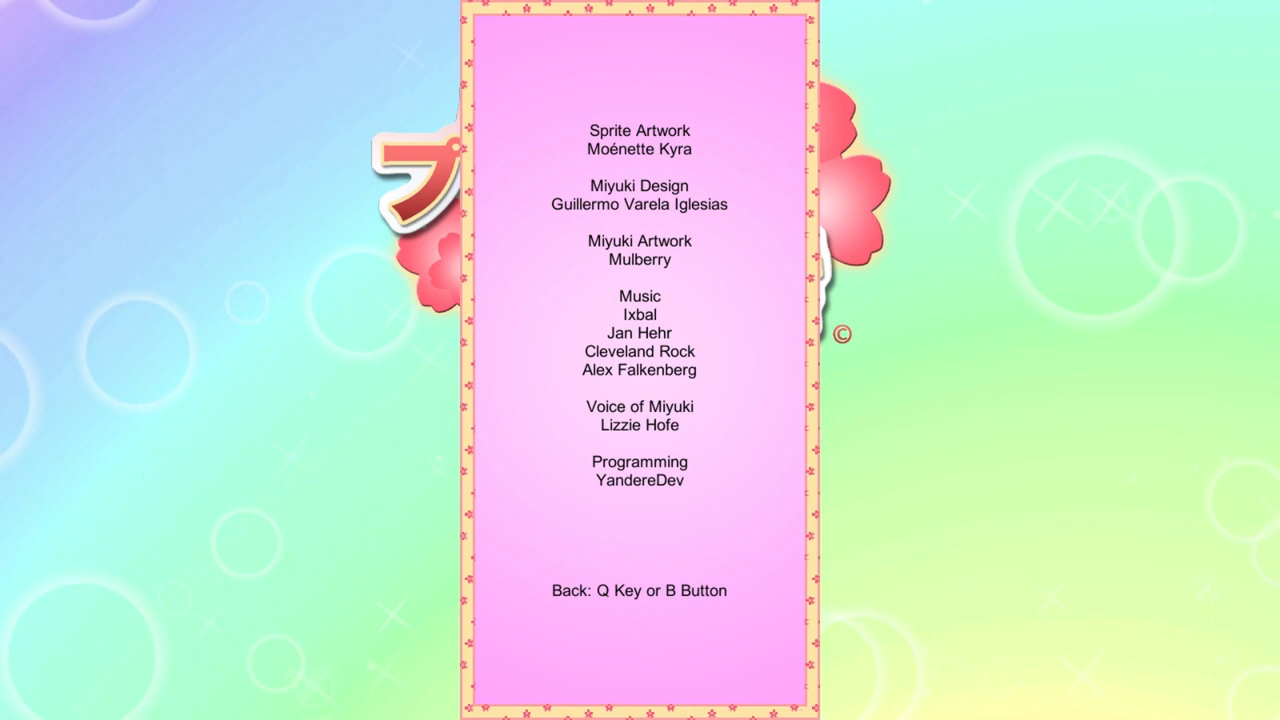 プ
Sprite Artwork
Moénette Kyra
Miyuki Design
Guillermo Varela Iglesias
Miyuki Artwork
Mulberry
Music
Ixbal
Jan Hehr
Cleveland Rock
Alex Falkenberg
Voice of Miyuki
Lizzie Hofe
Programming
YandereDev
©
Back: Q Key or B Button